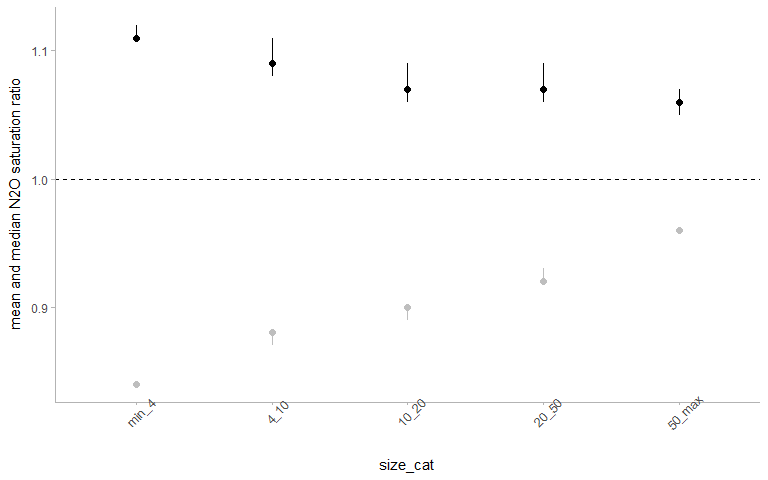 mean and median N2O saturation ratio
1.1
1.0
0.9
min_4
4_10
10_20
20_50
50_max
size_cat